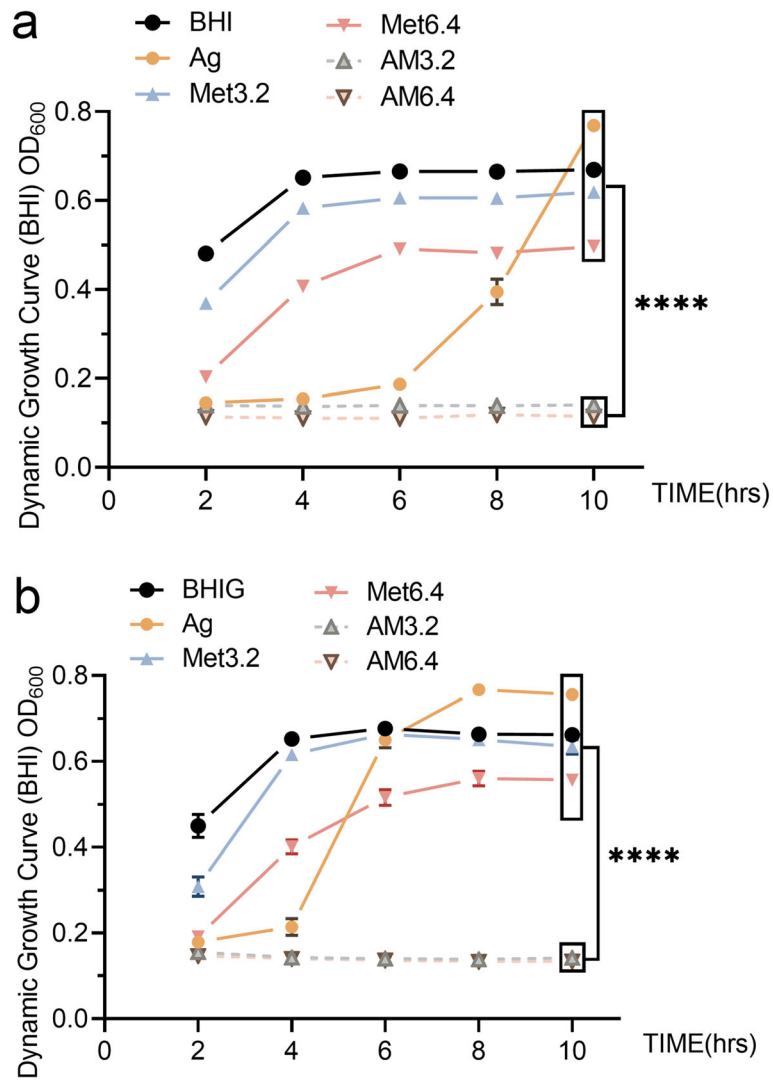 a
BHI
Ag
Met3.2
Met6.4
AM3.2
AM6.4
Dynamic Growth Curve (BHI) OD600
0.8
0.6
0.4
0.2
0.0
0 2 4 6 8 10 TIME(hrs)
****
b
BHIG
Ag
Met3.2
Met6.4
AM3.2
AM6.4
Dynamic Growth Curve (BHI) OD600
0.8
0.6
0.4
0.2
0.0
0 2 4 6 8 10 TIME(hrs)
****